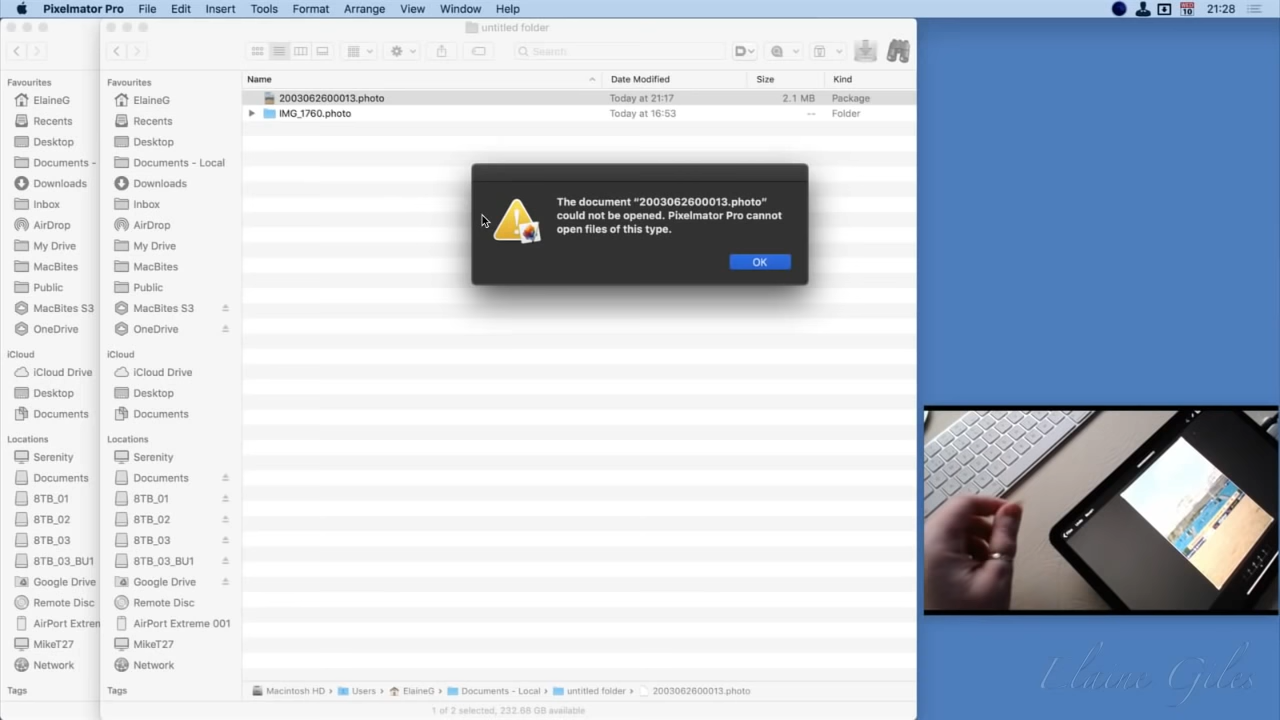 Pixelmator Pro File Edit Insert Tools Format Arrange View Window Help 21:28
untitled folder
Search
Favourites
ElaineG
Recents
Desktop
Documents -
Downloads
Inbox
AirDrop
My Drive
MacBites
Public
MacBites S3
OneDrive
iCloud
iCloud Drive
Desktop
Documents
Locations
Serenity
Documents
8TB_01
8TB_02
8TB_03
8TB_03_BU1
Google Drive
Remote Disc
AirPort Extren
MikeT27
Network
Tags
Favourites
ElaineG
Recents
Desktop
Documents - Local
Downloads
Inbox
AirDrop
My Drive
MacBites
Public
MacBites S3
OneDrive
iCloud
iCloud Drive
Desktop
Documents
Locations
Serenity
Documents
8TB_01
8TB_02
8TB_03
8TB_03_BU1
Google Drive
Remote Disc
AirPort Extreme 001
MikeT27
Network
Tags
Name Date Modified Size Kind
2003062600013.photo Today at 21:17 2.1 MB Package
IMG_1760.photo Today at 16:53 -- Folder
The document “2003062600013.photo”
could not be opened. Pixelmator Pro cannot
open files of this type.
OK
Macintosh HD › Users › ElaineG › Documents - Local › untitled folder › 2003062600013.photo
1 of 2 selected, 232.68 GB available
Elaine Giles